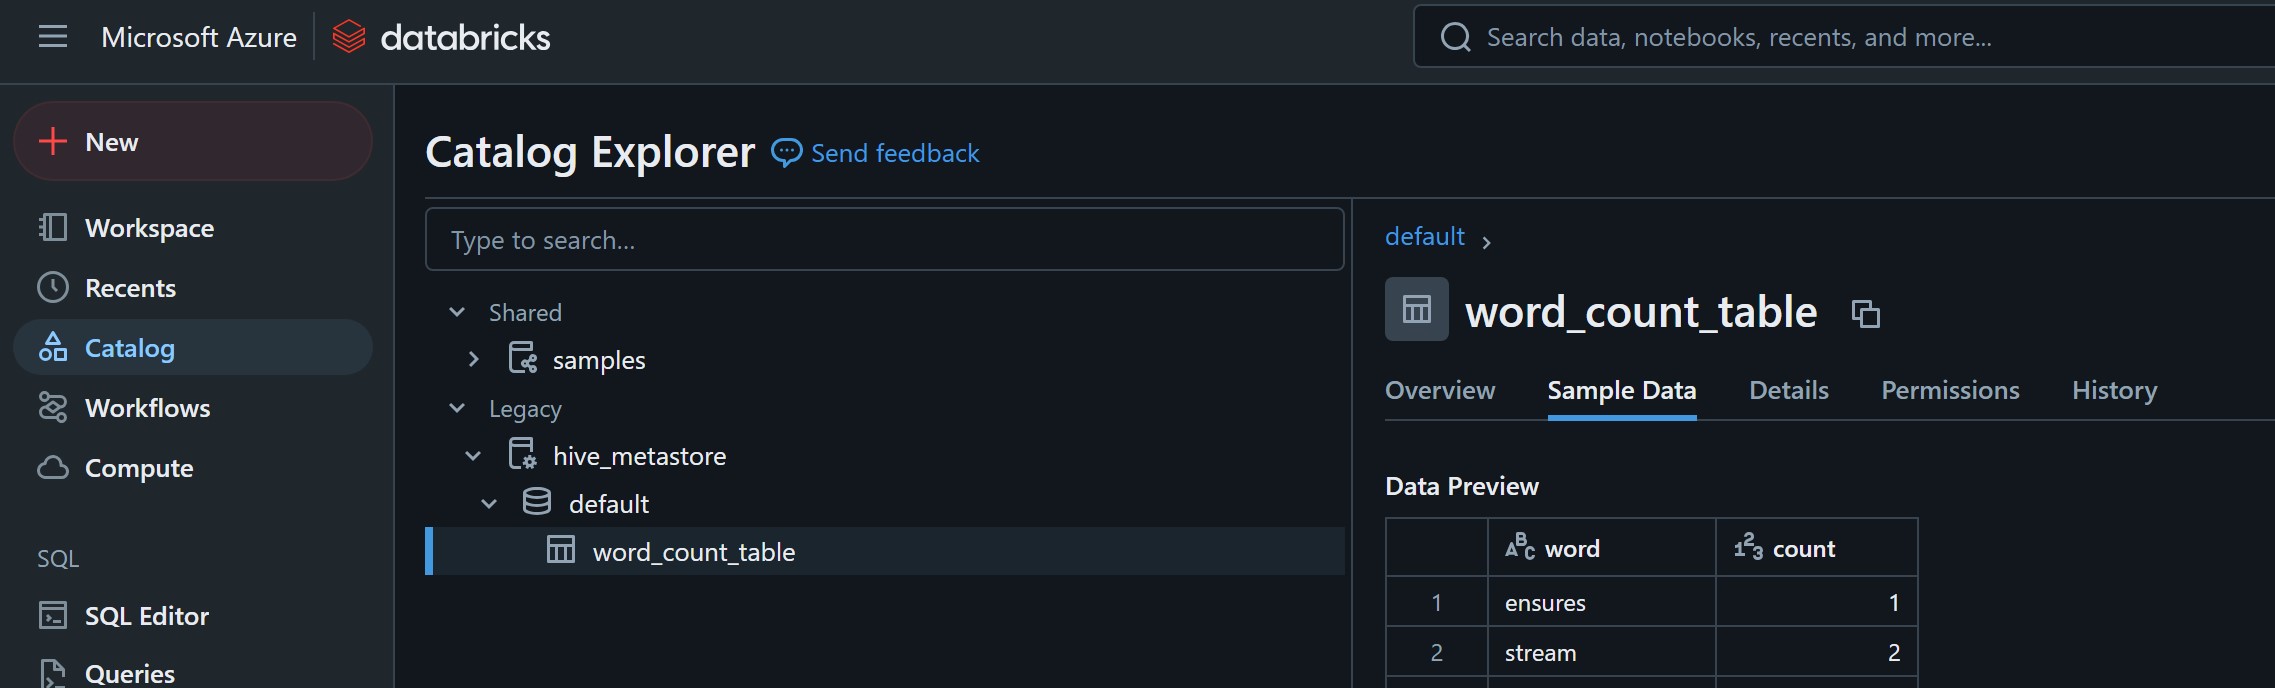 Microsoft Azure databricks
Search data, notebooks, recents, and more...
New
Workspace
Recents
Catalog
Workflows
Compute
SQL
SQL Editor
Queries
Catalog Explorer Send feedback
Type to search...
Shared
samples
Legacy
hive_metastore
default
word_count_table
default >
word_count_table
Overview Sample Data Details Permissions History
Data Preview
word count
1 ensures 1
2 stream 2